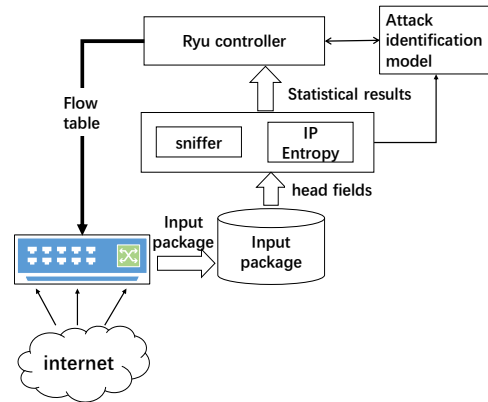 Ryu controller
Attack
identification
model
Flow
table
Statistical results
sniffer
IP
Entropy
head fields
Input
package
Input
package
internet